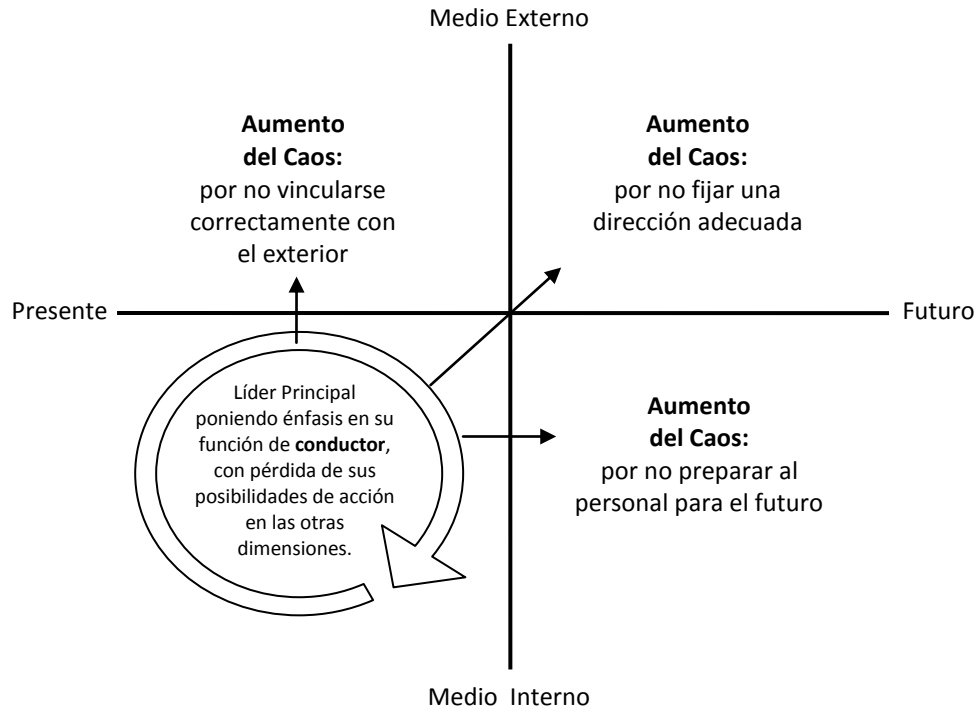 Medio Externo
Aumento
del Caos:
por no vincularse
correctamente con
el exterior
Aumento
del Caos:
por no fijar una
dirección adecuada
Presente
Futuro
Líder Principal
poniendo énfasis en su
función de conductor,
con pérdida de sus
posibilidades de acción
en las otras
dimensiones.
Aumento
del Caos:
por no preparar al
personal para el futuro
Medio Interno